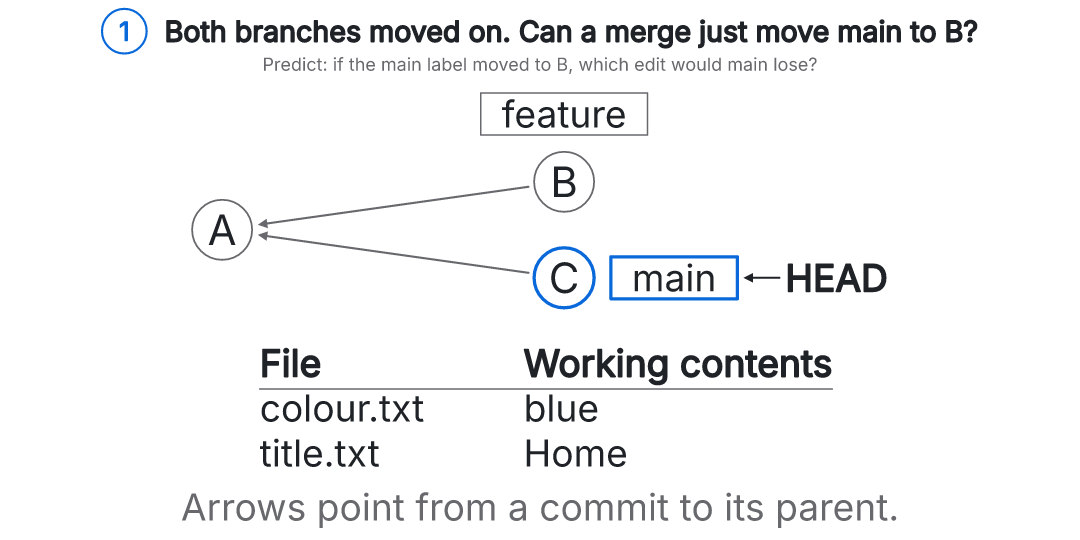 1 Both branches moved on. Can a merge just move main to B?
Predict: if the main label moved to B, which edit would main lose?
feature
B
A
C main HEAD
File Working contents
colour.txt blue
title.txt Home
Arrows point from a commit to its parent.